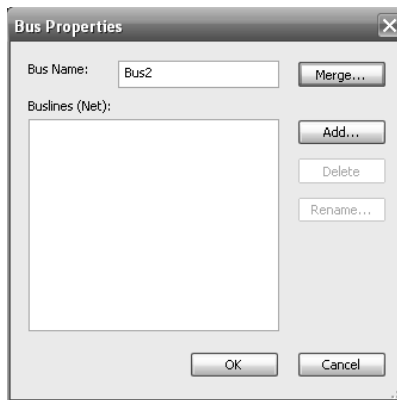 Bus Properties
Bus Name: Bus2 Merge...
Buslines (Net):
Add...
Delete
Rename...
OK Cancel